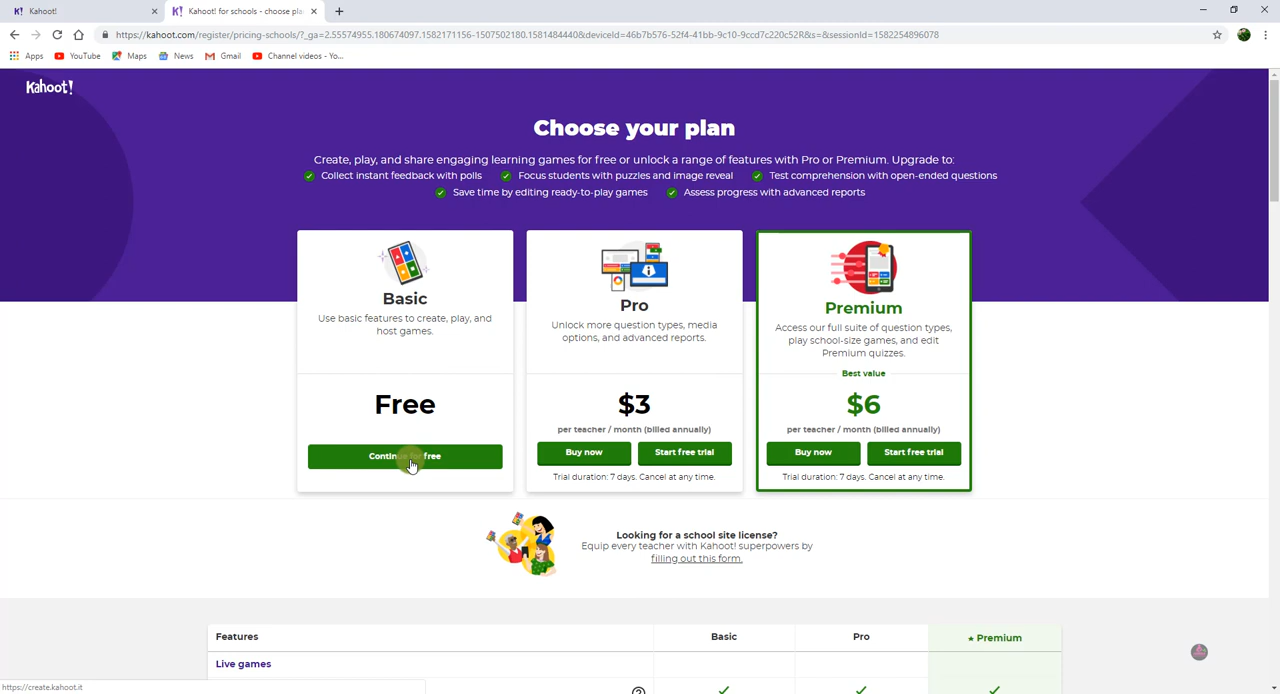 Kahoot!
Kahoot! for schools - choose pla
https://kahoot.com/register/pricing-schools/?_ga=2.55574955.180674097.1582171156-1507502180.1581484440&deviceId=46b7b576-52f4-41bb-9c10-9ccd7c220c52R&s=&sessionId=1582254896078
Apps YouTube Maps News Gmail Channel videos - Yo...
Kahoot!
Choose your plan
Create, play, and share engaging learning games for free or unlock a range of features with Pro or Premium. Upgrade to:
Collect instant feedback with polls Focus students with puzzles and image reveal Test comprehension with open-ended questions
Save time by editing ready-to-play games Assess progress with advanced reports
Basic
Use basic features to create, play, and
host games.
Free
Continue for free
Pro
Unlock more question types, media
options, and advanced reports.
$3
per teacher / month (billed annually)
Buy now Start free trial
Trial duration: 7 days. Cancel at any time.
Premium
Access our full suite of question types,
play school-size games, and edit
Premium quizzes.
Best value
$6
per teacher / month (billed annually)
Buy now Start free trial
Trial duration: 7 days. Cancel at any time.
Looking for a school site license?
Equip every teacher with Kahoot! superpowers by
filling out this form.
Features Basic Pro ★ Premium
Live games
https://create.kahoot.it